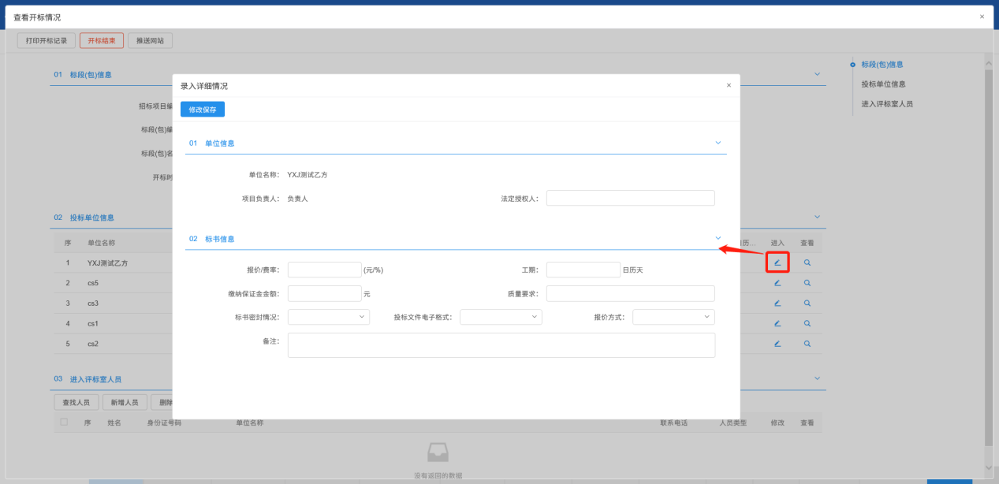 查看开标情况
×
打印开标记录 开标结束 推送网站
01 标段(包)信息
标段(包)信息
投标单位信息
进入评标室人员
招标项目编
标段(包)编
标段(包)名
开标时
录入详细情况
×
修改保存
01 单位信息
单位名称: YXJ测试乙方
项目负责人: 负责人 法定授权人:
02 标书信息
报价/费率: (元/%) 工期: 日历天
缴纳保证金金额: 元 质量要求:
标书密封情况: 投标文件电子格式: 报价方式:
备注:
02 投标单位信息
序 单位名称 历... 进入 查看
1 YXJ测试乙方
2 cs5
3 cs3
4 cs1
5 cs2
03 进入评标室人员
查找人员 新增人员 删除
序 姓名 身份证号码 单位名称 联系电话 人员类型 修改 查看
没有返回的数据